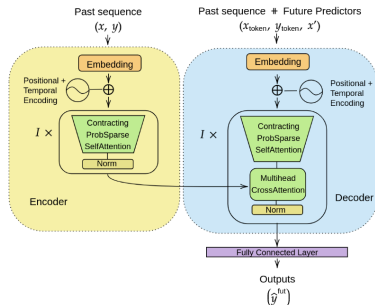 Past sequence
(x, y)
Embedding
Positional +
Temporal
Encoding
I ×
Contracting
ProbSparse
SelfAttention
Norm
Encoder
Past sequence # Future Predictors
(x_token, y_token, x′)
Embedding
Positional +
Temporal
Encoding
I ×
Contracting
ProbSparse
SelfAttention
Multihead
CrossAttention
Norm
Decoder
Fully Connected Layer
Outputs
(ŷ^fut)